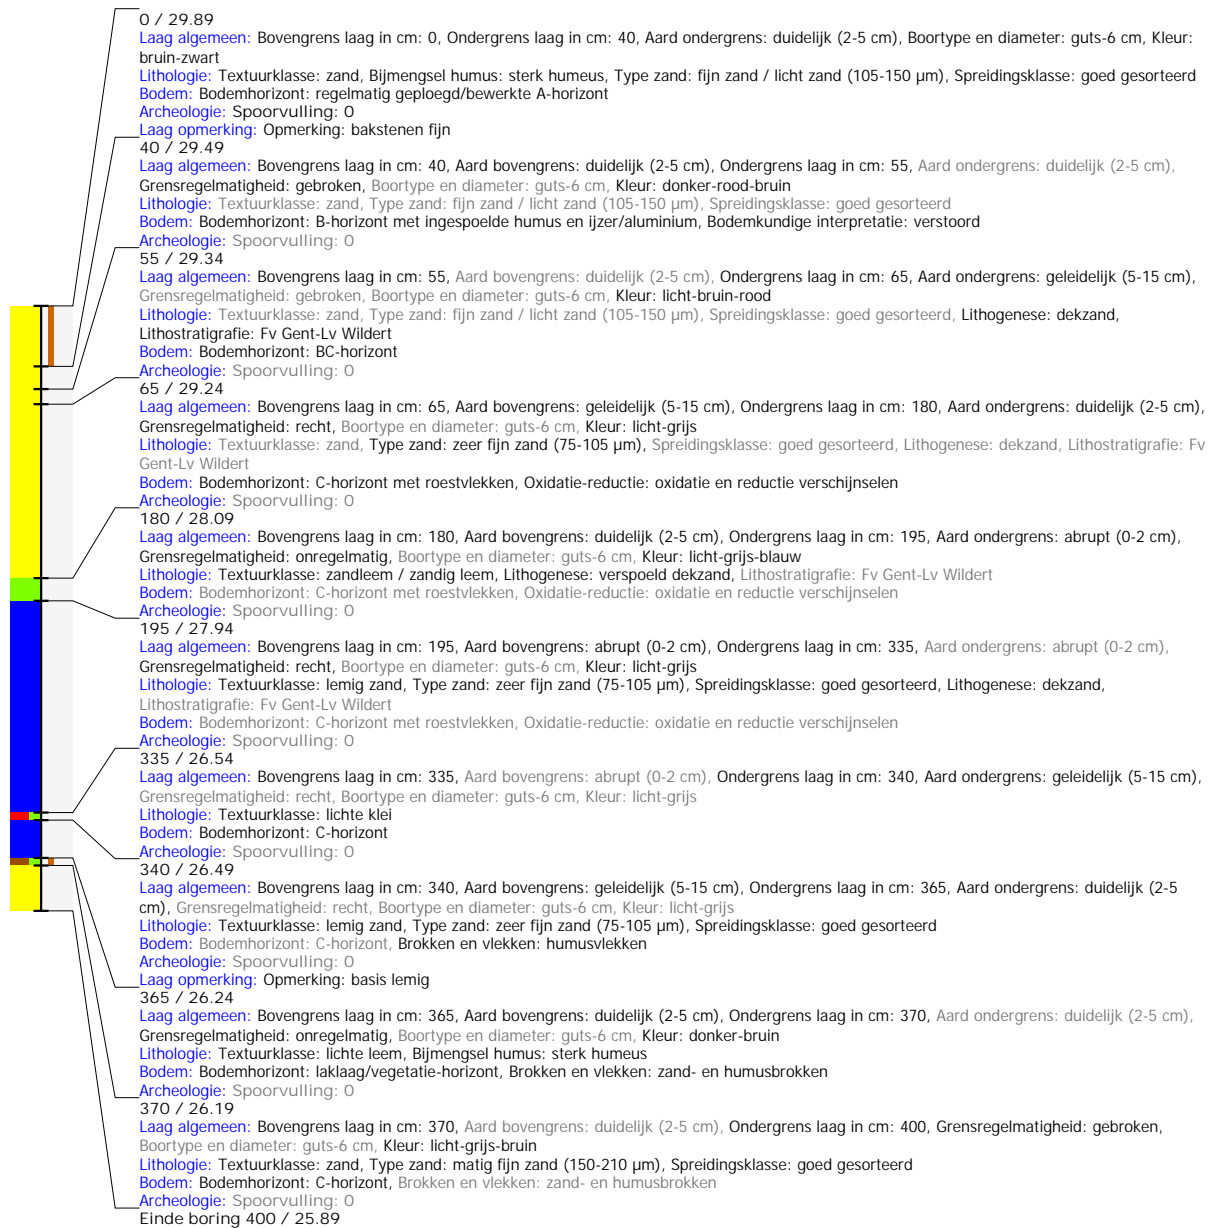 0 / 29.89
Laag algemeen: Bovengrens laag in cm: 0, Ondergrens laag in cm: 40, Aard ondergrens: duidelijk (2-5 cm), Boortype en diameter: guts-6 cm, Kleur:
bruin-zwart
Lithologie: Textuurklasse: zand, Bijmengsel humus: sterk humeus, Type zand: fijn zand / licht zand (105-150 µm), Spreidingsklasse: goed gesorteerd
Bodem: Bodemhorizont: regelmatig geploegd/bewerkte A-horizont
Archeologie: Spoorvulling: 0
Laag opmerking: Opmerking: bakstenen fijn
40 / 29.49
Laag algemeen: Bovengrens laag in cm: 40, Aard bovengrens: duidelijk (2-5 cm), Ondergrens laag in cm: 55, Aard ondergrens: duidelijk (2-5 cm),
Grensregelmatigheid: gebroken, Boortype en diameter: guts-6 cm, Kleur: donker-rood-bruin
Lithologie: Textuurklasse: zand, Type zand: fijn zand / licht zand (105-150 µm), Spreidingsklasse: goed gesorteerd
Bodem: Bodemhorizont: B-horizont met ingespoelde humus en ijzer/aluminium, Bodemkundige interpretatie: verstoord
Archeologie: Spoorvulling: 0
55 / 29.34
Laag algemeen: Bovengrens laag in cm: 55, Aard bovengrens: duidelijk (2-5 cm), Ondergrens laag in cm: 65, Aard ondergrens: geleidelijk (5-15 cm),
Grensregelmatigheid: gebroken, Boortype en diameter: guts-6 cm, Kleur: licht-bruin-rood
Lithologie: Textuurklasse: zand, Type zand: fijn zand / licht zand (105-150 µm), Spreidingsklasse: goed gesorteerd, Lithogenese: dekzand,
Lithostratigrafie: Fv Gent-Lv Wildert
Bodem: Bodemhorizont: BC-horizont
Archeologie: Spoorvulling: 0
65 / 29.24
Laag algemeen: Bovengrens laag in cm: 65, Aard bovengrens: geleidelijk (5-15 cm), Ondergrens laag in cm: 180, Aard ondergrens: duidelijk (2-5 cm),
Grensregelmatigheid: recht, Boortype en diameter: guts-6 cm, Kleur: licht-grijs
Lithologie: Textuurklasse: zand, Type zand: zeer fijn zand (75-105 µm), Spreidingsklasse: goed gesorteerd, Lithogenese: dekzand, Lithostratigrafie: Fv
Gent-Lv Wildert
Bodem: Bodemhorizont: C-horizont met roestvlekken, Oxidatie-reductie: oxidatie en reductie verschijnselen
Archeologie: Spoorvulling: 0
180 / 28.09
Laag algemeen: Bovengrens laag in cm: 180, Aard bovengrens: duidelijk (2-5 cm), Ondergrens laag in cm: 195, Aard ondergrens: abrupt (0-2 cm),
Grensregelmatigheid: onregelmatig, Boortype en diameter: guts-6 cm, Kleur: licht-grijs-blauw
Lithologie: Textuurklasse: zandleem / zandig leem, Lithogenese: verspoeld dekzand, Lithostratigrafie: Fv Gent-Lv Wildert
Bodem: Bodemhorizont: C-horizont met roestvlekken, Oxidatie-reductie: oxidatie en reductie verschijnselen
Archeologie: Spoorvulling: 0
195 / 27.94
Laag algemeen: Bovengrens laag in cm: 195, Aard bovengrens: abrupt (0-2 cm), Ondergrens laag in cm: 335, Aard ondergrens: abrupt (0-2 cm),
Grensregelmatigheid: recht, Boortype en diameter: guts-6 cm, Kleur: licht-grijs
Lithologie: Textuurklasse: lemig zand, Type zand: zeer fijn zand (75-105 µm), Spreidingsklasse: goed gesorteerd, Lithogenese: dekzand,
Lithostratigrafie: Fv Gent-Lv Wildert
Bodem: Bodemhorizont: C-horizont met roestvlekken, Oxidatie-reductie: oxidatie en reductie verschijnselen
Archeologie: Spoorvulling: 0
335 / 26.54
Laag algemeen: Bovengrens laag in cm: 335, Aard bovengrens: abrupt (0-2 cm), Ondergrens laag in cm: 340, Aard ondergrens: geleidelijk (5-15 cm),
Grensregelmatigheid: recht, Boortype en diameter: guts-6 cm, Kleur: licht-grijs
Lithologie: Textuurklasse: lichte klei
Bodem: Bodemhorizont: C-horizont
Archeologie: Spoorvulling: 0
340 / 26.49
Laag algemeen: Bovengrens laag in cm: 340, Aard bovengrens: geleidelijk (5-15 cm), Ondergrens laag in cm: 365, Aard ondergrens: duidelijk (2-5
cm), Grensregelmatigheid: recht, Boortype en diameter: guts-6 cm, Kleur: licht-grijs
Lithologie: Textuurklasse: lemig zand, Type zand: zeer fijn zand (75-105 µm), Spreidingsklasse: goed gesorteerd
Bodem: Bodemhorizont: C-horizont, Brokken en vlekken: humusvlekken
Archeologie: Spoorvulling: 0
Laag opmerking: Opmerking: basis lemig
365 / 26.24
Laag algemeen: Bovengrens laag in cm: 365, Aard bovengrens: duidelijk (2-5 cm), Ondergrens laag in cm: 370, Aard ondergrens: duidelijk (2-5 cm),
Grensregelmatigheid: onregelmatig, Boortype en diameter: guts-6 cm, Kleur: donker-bruin
Lithologie: Textuurklasse: lichte leem, Bijmengsel humus: sterk humeus
Bodem: Bodemhorizont: laklaag/vegetatie-horizont, Brokken en vlekken: zand- en humusbrokken
Archeologie: Spoorvulling: 0
370 / 26.19
Laag algemeen: Bovengrens laag in cm: 370, Aard bovengrens: duidelijk (2-5 cm), Ondergrens laag in cm: 400, Grensregelmatigheid: gebroken,
Boortype en diameter: guts-6 cm, Kleur: licht-grijs-bruin
Lithologie: Textuurklasse: zand, Type zand: matig fijn zand (150-210 µm), Spreidingsklasse: goed gesorteerd
Bodem: Bodemhorizont: C-horizont, Brokken en vlekken: zand- en humusbrokken
Archeologie: Spoorvulling: 0
Einde boring 400 / 25.89